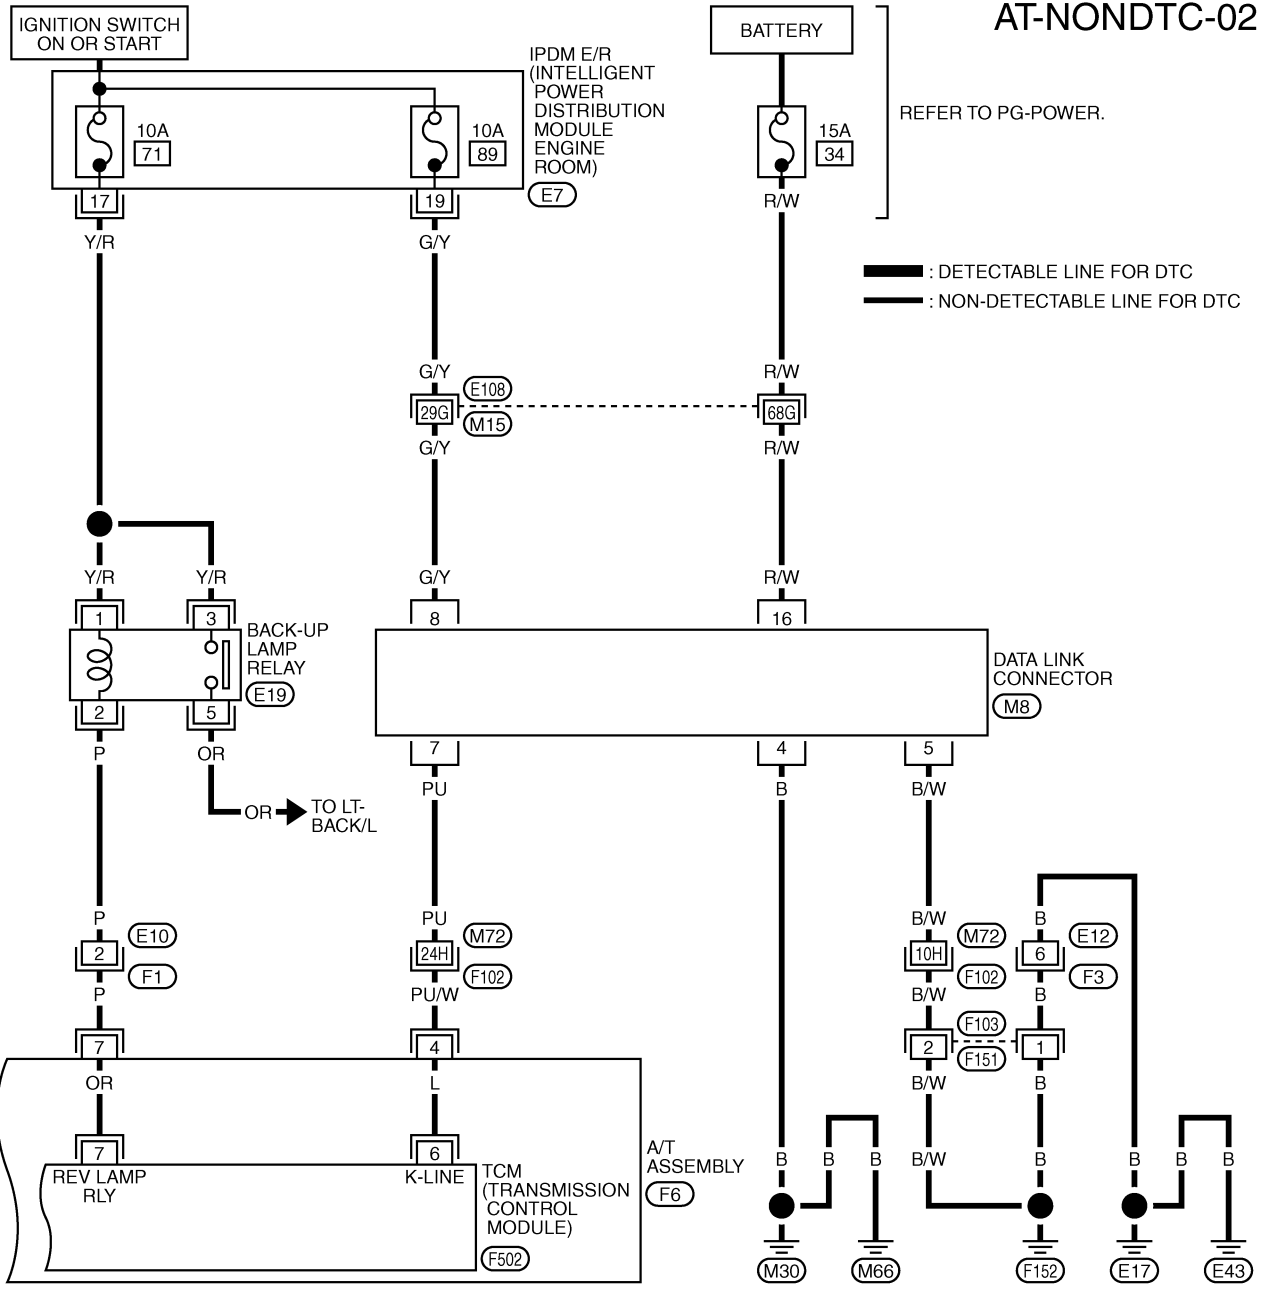 AT-NONDTC-02
IGNITION SWITCH
ON OR START
BATTERY
IPDM E/R
(INTELLIGENT
POWER
DISTRIBUTION
MODULE
ENGINE
ROOM)
E7
REFER TO PG-POWER.
10A
71
10A
89
15A
34
17
19
R/W
Y/R
G/Y
: DETECTABLE LINE FOR DTC
: NON-DETECTABLE LINE FOR DTC
G/Y
R/W
E108
29G
68G
M15
G/Y
R/W
Y/R
Y/R
G/Y
R/W
1
3
8
16
BACK-UP
LAMP
RELAY
E19
DATA LINK
CONNECTOR
M8
2
5
7
4
5
P
OR
PU
B
B/W
OR
TO LT-
BACK/L
P
PU
B/W
B
E10
M72
M72
E12
2
24H
10H
6
F1
F102
F102
F3
P
PU/W
B/W
B
F103
7
4
2
1
F151
OR
L
B/W
B
7
6
A/T
ASSEMBLY
F6
B
B
B
B/W
B
B
B
B
REV LAMP
RLY
K-LINE
TCM
(TRANSMISSION
CONTROL
MODULE)
F502
M30
M66
F152
E17
E43